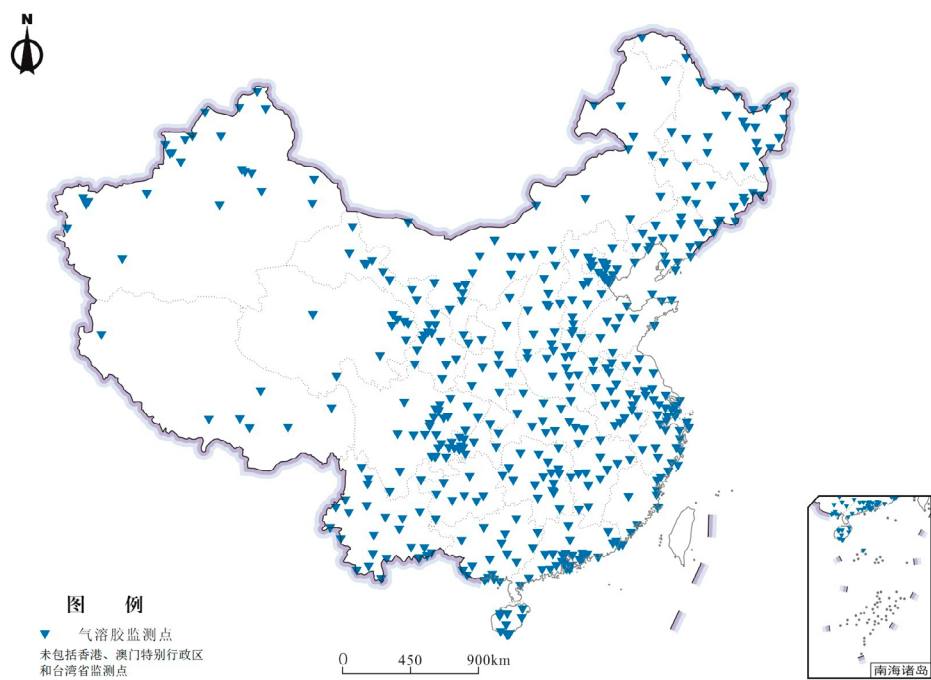 N
图 例
气溶胶监测点
未包括香港、澳门特别行政区
和台湾省监测点
0 450 900km
南海诸岛